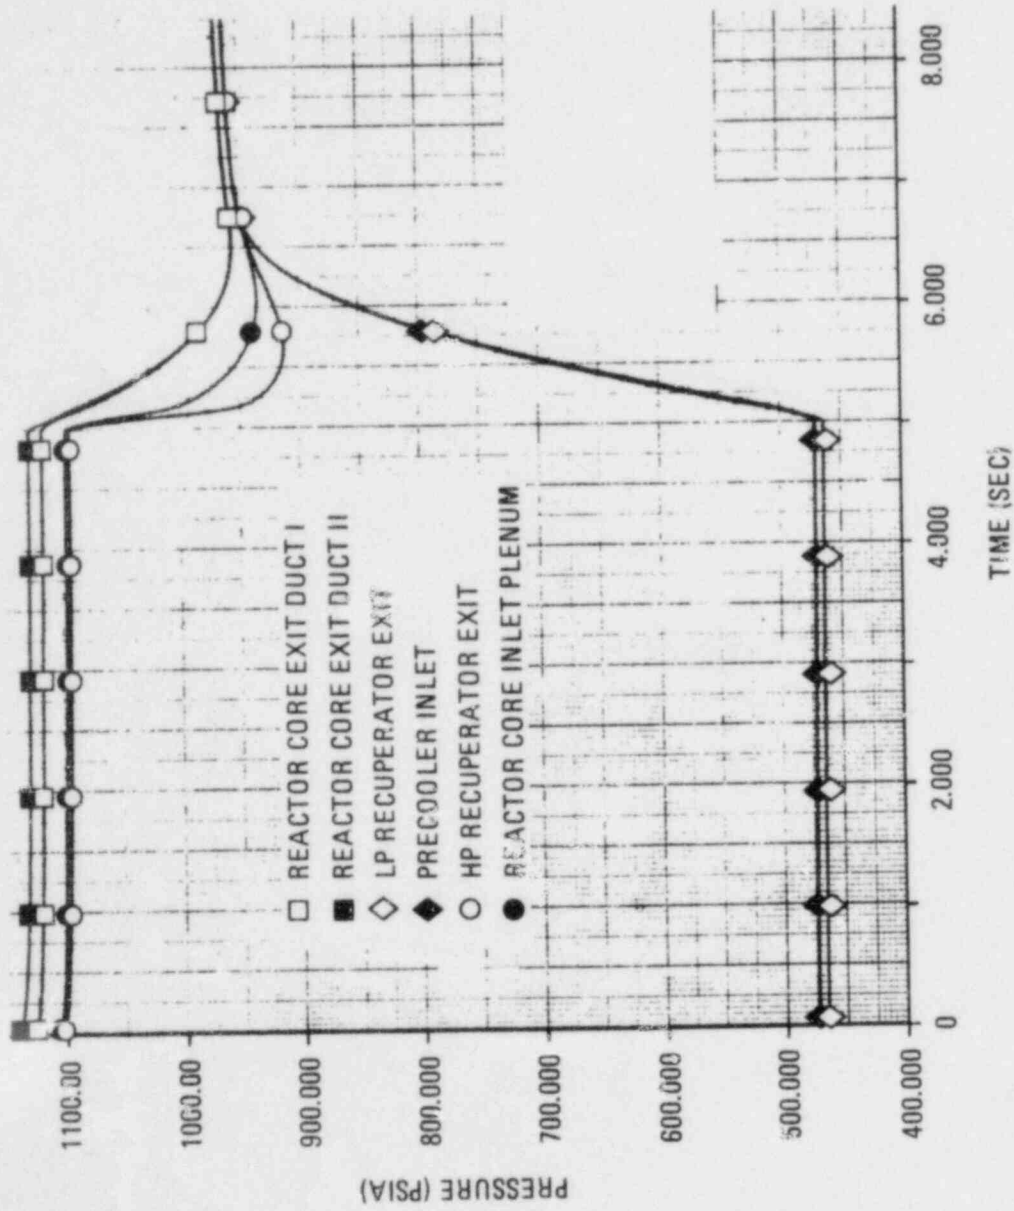 PRESSURE (PSIA)
1100.00
1000.00
900.000
800.000
700.000
600.000
500.000
400.000
0
2.000
4.000
6.000
8.000
TIME (SEC)
REACTOR CORE EXIT DUCT I
REACTOR CORE EXIT DUCT II
LP RECUPERATOR EXIT
PRECOOLER INLET
HP RECUPERATOR EXIT
REACTOR CORE INLET PLENUM